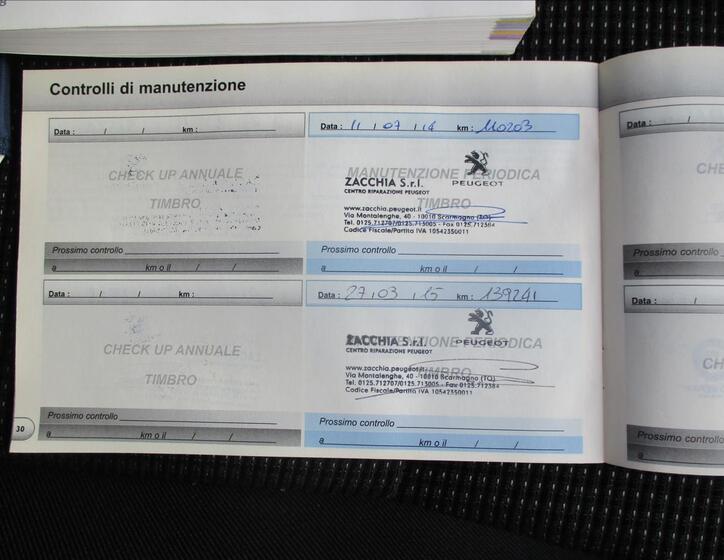 Controlli di manutenzione
Data : / / km :
CHECK UP ANNUALE
TIMBRO
Prossimo controllo
a km o il / /
Data : 11 / 07 / 14 km : 110203
MANUTENZIONE PERIODICA
TIMBRO
ZACCHIA S.r.l.
CENTRO RIPARAZIONE PEUGEOT
PEUGEOT
www.zacchia.peugeot.it
Via Montalenghe, 40 - 10010 Scarmagno (TO)
Tel. 0125.712707/0125.713005 - Fax 0125.712384
Codice Fiscale/Partita IVA 10542350011
Prossimo controllo
a km o il / /
Data : / / km :
CHECK UP ANNUALE
TIMBRO
Prossimo controllo
a km o il / /
Data : 27 / 03 / 15 km : 139241
MANUTENZIONE PERIODICA
TIMBRO
ZACCHIA S.r.l.
CENTRO RIPARAZIONE PEUGEOT
PEUGEOT
www.zacchia.peugeot.it
Via Montalenghe, 40 - 10010 Scarmagno (TO)
Tel. 0125.712707/0125.713005 - Fax 0125.712384
Codice Fiscale/Partita IVA 10542350011
Prossimo controllo
a km o il / /
30
Data : /
Prossimo controllo
a
Data : /
Prossimo controllo
a